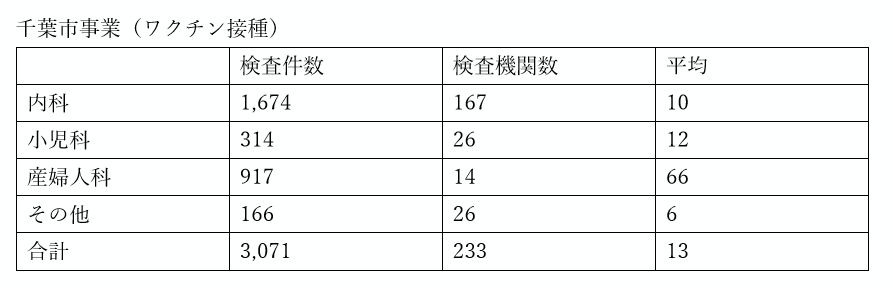 千葉市事業（ワクチン接種）
検査件数 検査機関数 平均
内科 1,674 167 10
小児科 314 26 12
産婦人科 917 14 66
その他 166 26 6
合計 3,071 233 13